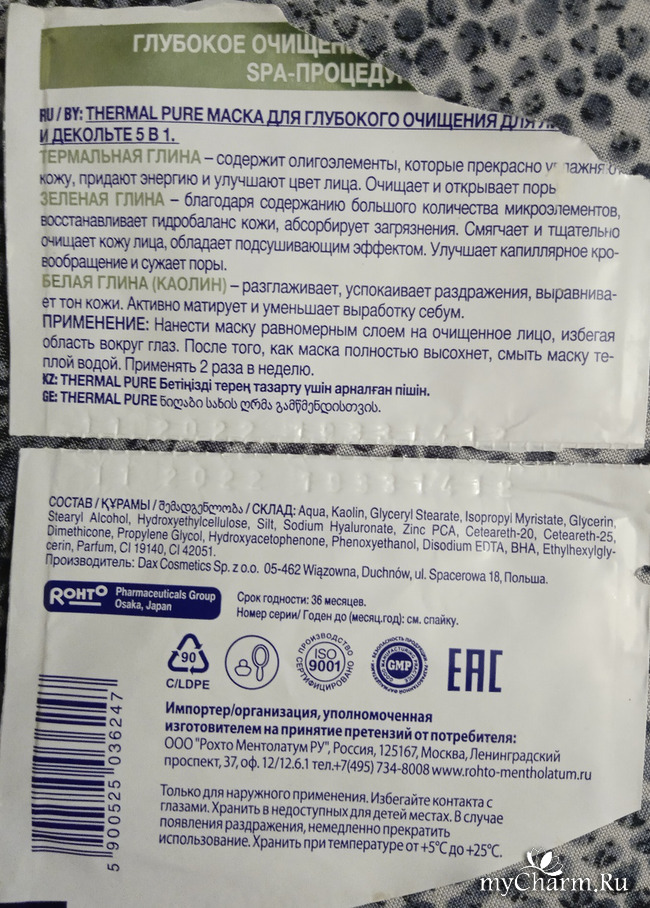 ГЛУБОКОЕ ОЧИЩЕН
SPA-ПРОЦЕДУ
RU / BY: THERMAL PURE МАСКА ДЛЯ ГЛУБОКОГО ОЧИЩЕНИЯ ДЛЯ
И ДЕКОЛЬТЕ 5 В 1.
ТЕРМАЛЬНАЯ ГЛИНА – содержит олигоэлементы, которые прекрасно
кожу, придают энергию и улучшают цвет лица. Очищает и открывает поры
ЗЕЛЕНАЯ ГЛИНА – благодаря содержанию большого количества микроэлементов,
восстанавливает гидробаланс кожи, абсорбирует загрязнения. Смягчает и тщательно
очищает кожу лица, обладает подсушивающим эффектом. Улучшает капиллярное кро-
вообращение и сужает поры.
БЕЛАЯ ГЛИНА (КАОЛИН) – разглаживает, успокаивает раздражения, выравнива-
ет тон кожи. Активно матирует и уменьшает выработку себум.
ПРИМЕНЕНИЕ: Нанести маску равномерным слоем на очищенное лицо, избегая
область вокруг глаз. После того, как маска полностью высохнет, смыть маску те-
плой водой. Применять 2 раза в неделю.
KZ: THERMAL PURE Бетіңізді терең тазарту үшін арналған пішін.
GE: THERMAL PURE ნიღაბი სახის ღრმა გამწმენდისთვის.
11 2022
11 2022
СОСТАВ / ҚҰРАМЫ / შემადგენლობა / СКЛАД: Aqua, Kaolin, Glyceryl Stearate, Isopropyl Myristate, Glycerin,
Stearyl Alcohol, Hydroxyethylcellulose, Silt, Sodium Hyaluronate, Zinc PCA, Ceteareth-20, Ceteareth-25,
Dimethicone, Propylene Glycol, Hydroxyacetophenone, Phenoxyethanol, Disodium EDTA, BHA, Ethylhexylgly-
cerin, Parfum, CI 19140, CI 42051.
Производитель: Dax Cosmetics Sp. z o.o. 05-462 Wiązowna, Duchnów, ul. Spacerowa 18, Польша.
ROHTO Pharmaceuticals Group
Osaka, Japan
Срок годности: 36 месяцев.
Номер серии/ Годен до (месяц.год): см. спайку.
90
C/LDPE
ПРОИЗВОДСТВО
ISO
9001
СЕРТИФИЦИРОВАНО
GMP
EAC
Импортер/организация, уполномоченная
изготовителем на принятие претензий от потребителя:
ООО "Рохто Ментолатум РУ", Россия, 125167, Москва, Ленинградский
проспект, 37, оф. 12/12.6.1 тел.+7(495) 734-8008 www.rohto-mentholatum.ru
Только для наружного применения. Избегайте контакта с
глазами. Хранить в недоступных для детей местах. В случае
появления раздражения, немедленно прекратить
использование. Хранить при температуре от +5°C до +25°C.
5 900525 036247
myCharm.Ru